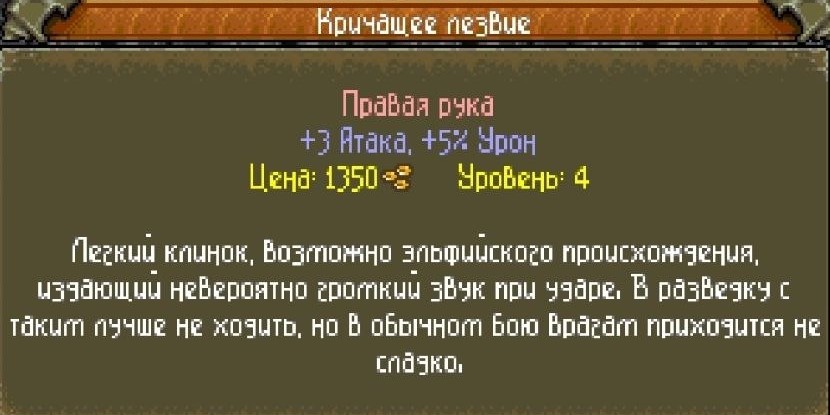 Кричащее лезвие
Правая рука
+3 Атака, +5% Урон
Цена: 1350 Уровень: 4
Легкий клинок, возможно эльфийского происхождения,
издающий невероятно громкий звук при ударе. В разведку с
таким лучше не ходить, но в обычном бою врагам приходится не
сладко.